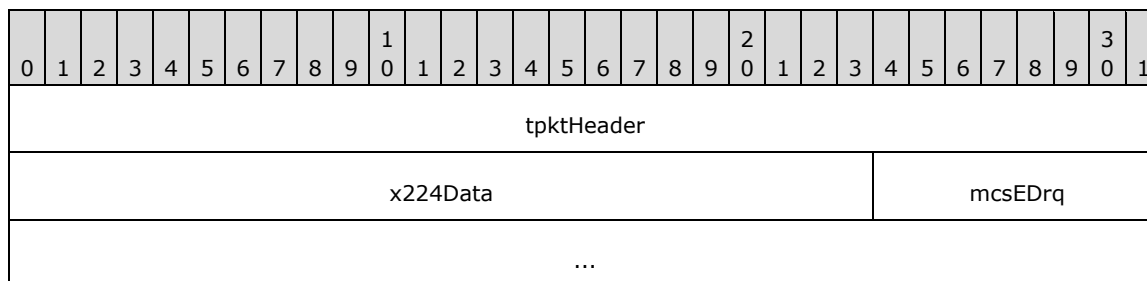 1 2 3
0 1 2 3 4 5 6 7 8 9 0 1 2 3 4 5 6 7 8 9 0 1 2 3 4 5 6 7 8 9 0 1
tpktHeader
x224Data mcsEDrq
...